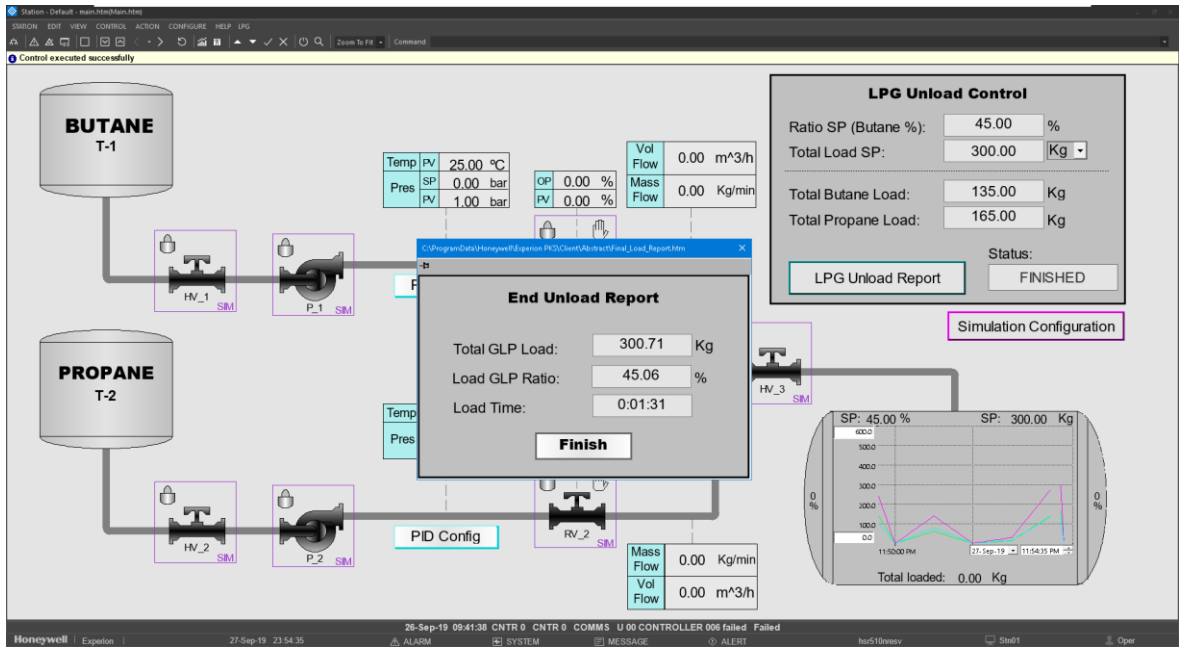 Station - Default - main.htm(Main.htm)
STATION EDIT VIEW CONTROL ACTION CONFIGURE HELP LPG
Zoom To Fit Command
Control executed successfully
BUTANE
T-1
HV_1
SIM
P_1
SIM
Temp PV 25.00 ºC
Pres SP 0.00 bar
PV 1.00 bar
OP 0.00 %
PV 0.00 %
Vol Flow 0.00 m^3/h
Mass Flow 0.00 Kg/min
LPG Unload Control
Ratio SP (Butane %): 45.00 %
Total Load SP: 300.00 Kg
Total Butane Load: 135.00 Kg
Total Propane Load: 165.00 Kg
Status:
LPG Unload Report FINISHED
Simulation Configuration
C:\ProgramData\Honeywell\Experion PKS\Client\Abstract\Final_Load_Report.htm
End Unload Report
Total GLP Load: 300.71 Kg
Load GLP Ratio: 45.06 %
Load Time: 0:01:31
Finish
PROPANE
T-2
HV_2
SIM
P_2
SIM
Temp
Pres
PID Config
RV_2
SIM
HV_3
SIM
Mass Flow 0.00 Kg/min
Vol Flow 0.00 m^3/h
SP: 45.00 % SP: 300.00 Kg
600.0
500.0
400.0
300.0
200.0
100.0
0.0
0 %
0 %
11:50:00 PM 27-Sep-19 11:54:35 PM
Total loaded: 0.00 Kg
26-Sep-19 09:41:38 CNTR 0 CNTR 0 COMMS U 00 CONTROLLER 006 failed Failed
Honeywell Experion 27-Sep-19 23:54:35 ALARM SYSTEM MESSAGE ALERT hsr510nresv Stn01 Oper